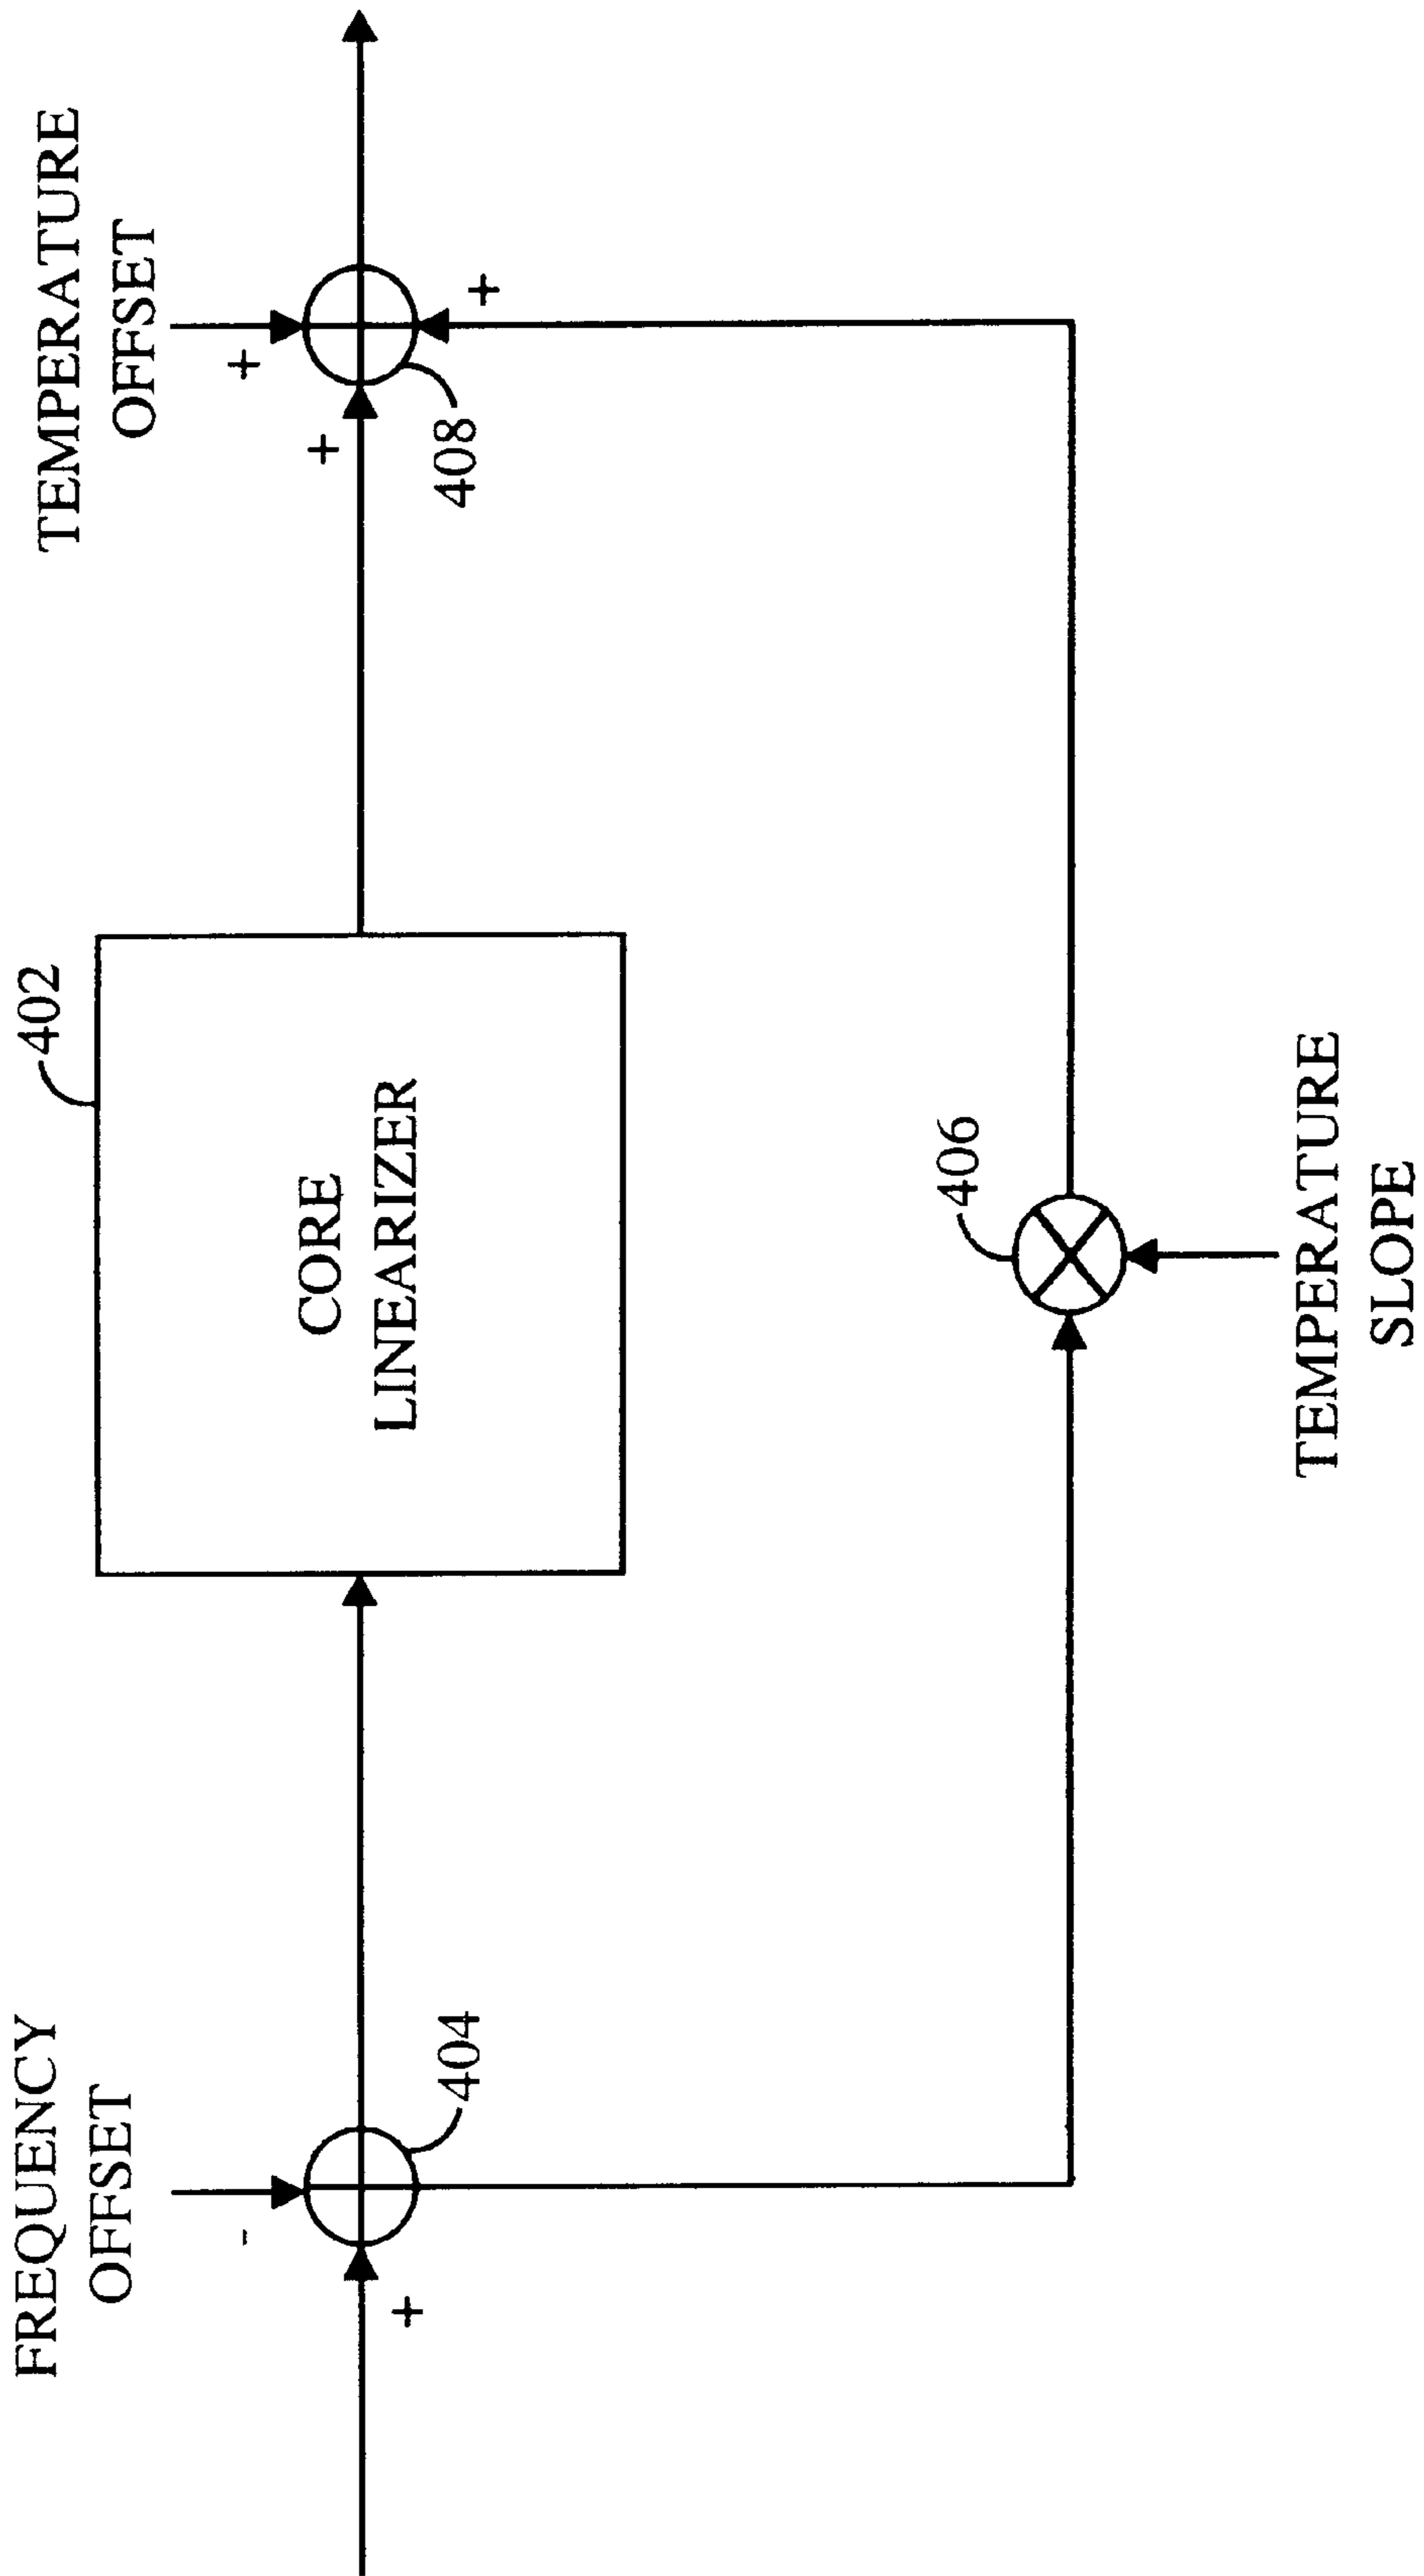 FREQUENCY
OFFSET
-
+
404
402
CORE
LINEARIZER
TEMPERATURE
OFFSET
+
+
+
408
406
TEMPERATURE
SLOPE